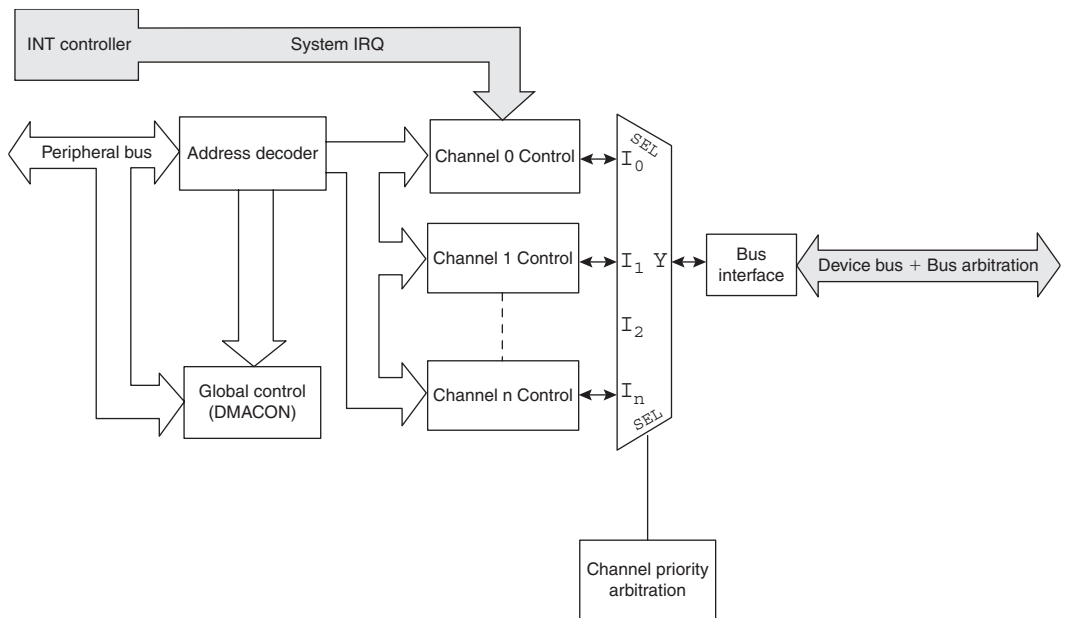 INT controller
System IRQ
Peripheral bus
Address decoder
Channel 0 Control
SEL
I0
Channel 1 Control
I1 Y
Bus
interface
Device bus + Bus arbitration
I2
Global control
(DMACON)
Channel n Control
In
SEL
Channel priority
arbitration